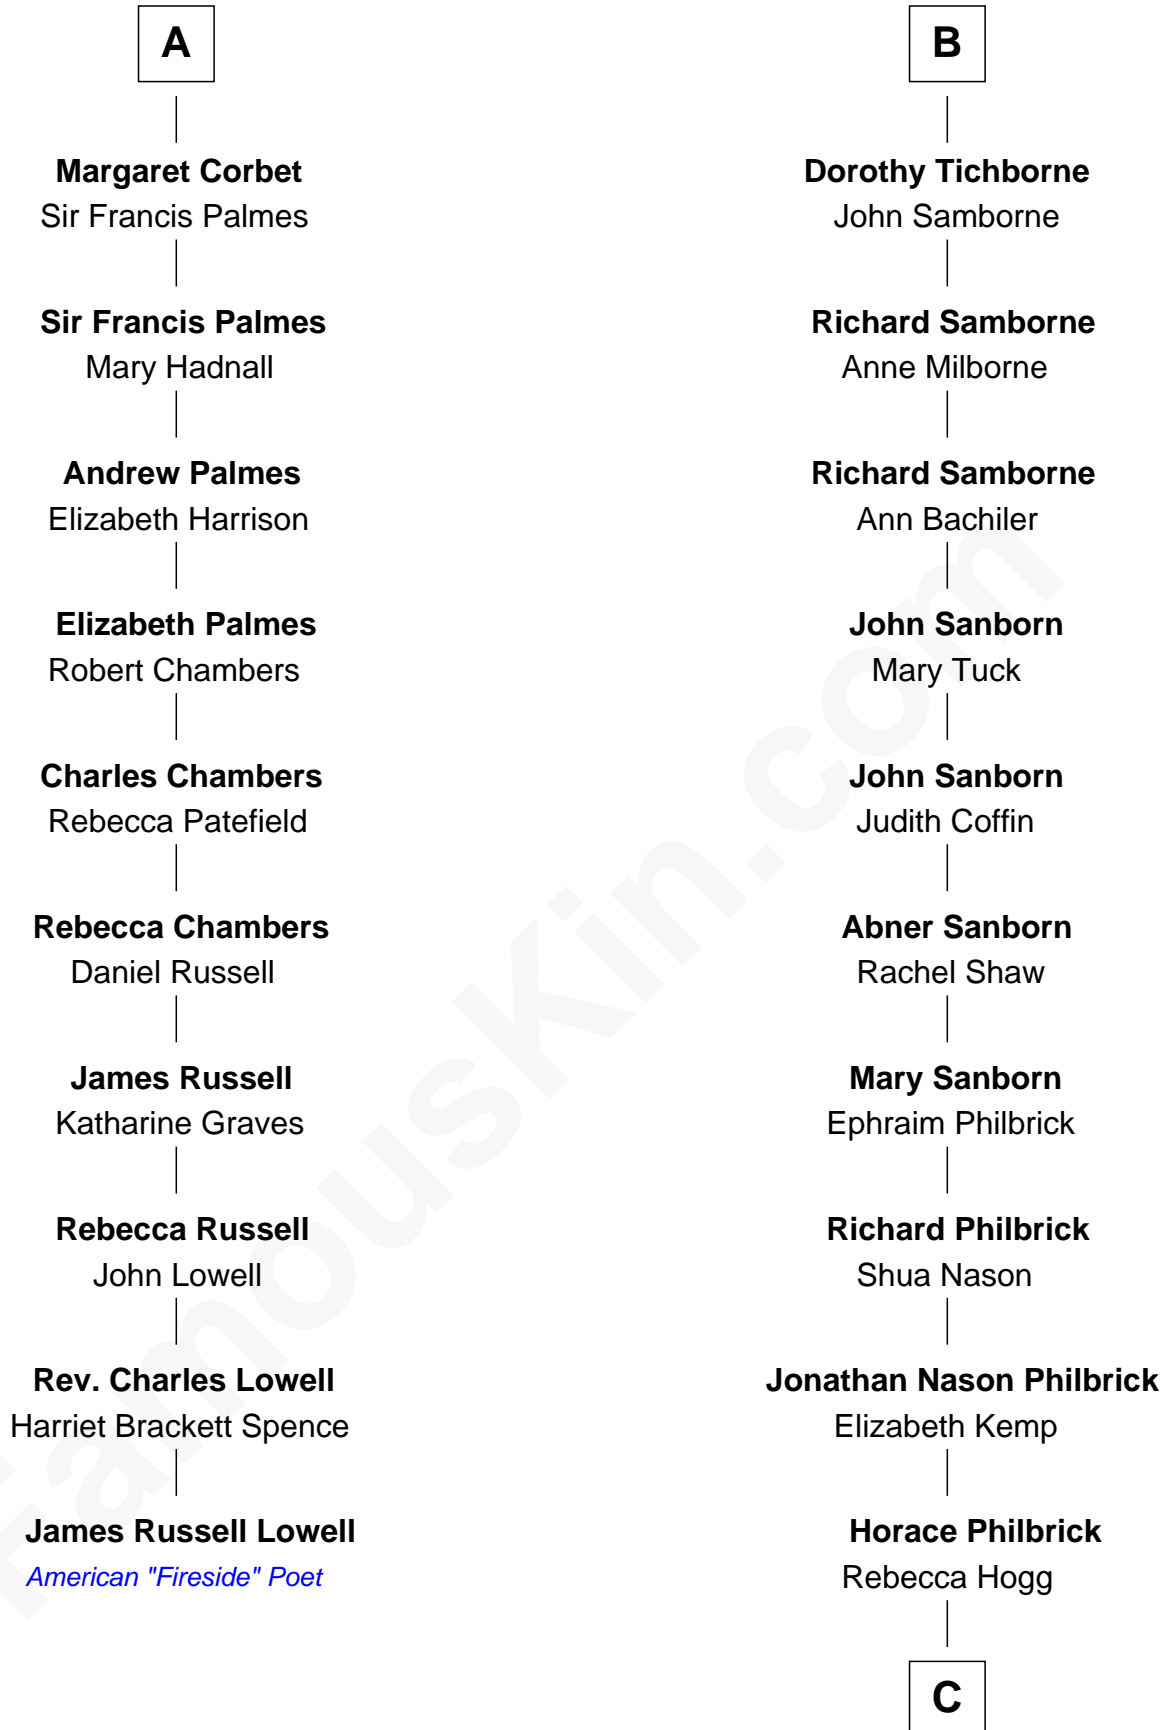 A
Margaret Corbet
Sir Francis Palmes
Sir Francis Palmes
Mary Hadnall
Andrew Palmes
Elizabeth Harrison
Elizabeth Palmes
Robert Chambers
Charles Chambers
Rebecca Patefield
Rebecca Chambers
Daniel Russell
James Russell
Katharine Graves
Rebecca Russell
John Lowell
Rev. Charles Lowell
Harriet Brackett Spence
James Russell Lowell
American "Fireside" Poet
B
Dorothy Tichborne
John Samborne
Richard Samborne
Anne Milborne
Richard Samborne
Ann Bachiler
John Sanborn
Mary Tuck
John Sanborn
Judith Coffin
Abner Sanborn
Rachel Shaw
Mary Sanborn
Ephraim Philbrick
Richard Philbrick
Shua Nason
Jonathan Nason Philbrick
Elizabeth Kemp
Horace Philbrick
Rebecca Hogg
C
FamousKin.com